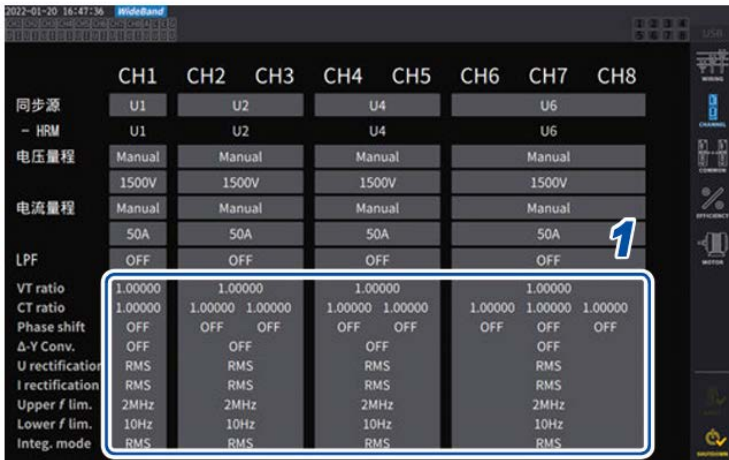 2022-01-20 16:47:36 WideBand
USB
CH1 CH2 CH3 CH4 CH5 CH6 CH7 CH8
WIRING
同步源 U1 U2 U4 U6
- HRM U1 U2 U4 U6
CHANNEL
电压量程 Manual Manual Manual Manual
COMMON
1500V 1500V 1500V 1500V
电流量程 Manual Manual Manual Manual
EFFICIENCY
50A 50A 50A 50A
1
LPF OFF OFF OFF OFF
MOTOR
VT ratio 1.00000 1.00000 1.00000 1.00000
CT ratio 1.00000 1.00000 1.00000 1.00000 1.00000 1.00000 1.00000 1.00000
Phase shift OFF OFF OFF OFF OFF OFF OFF OFF
Δ-Y Conv. OFF OFF OFF OFF
U rectification RMS RMS RMS RMS
I rectification RMS RMS RMS RMS
Upper f lim. 2MHz 2MHz 2MHz 2MHz
Lower f lim. 10Hz 10Hz 10Hz 10Hz
Integ. mode RMS RMS RMS RMS
SHUTDOWN